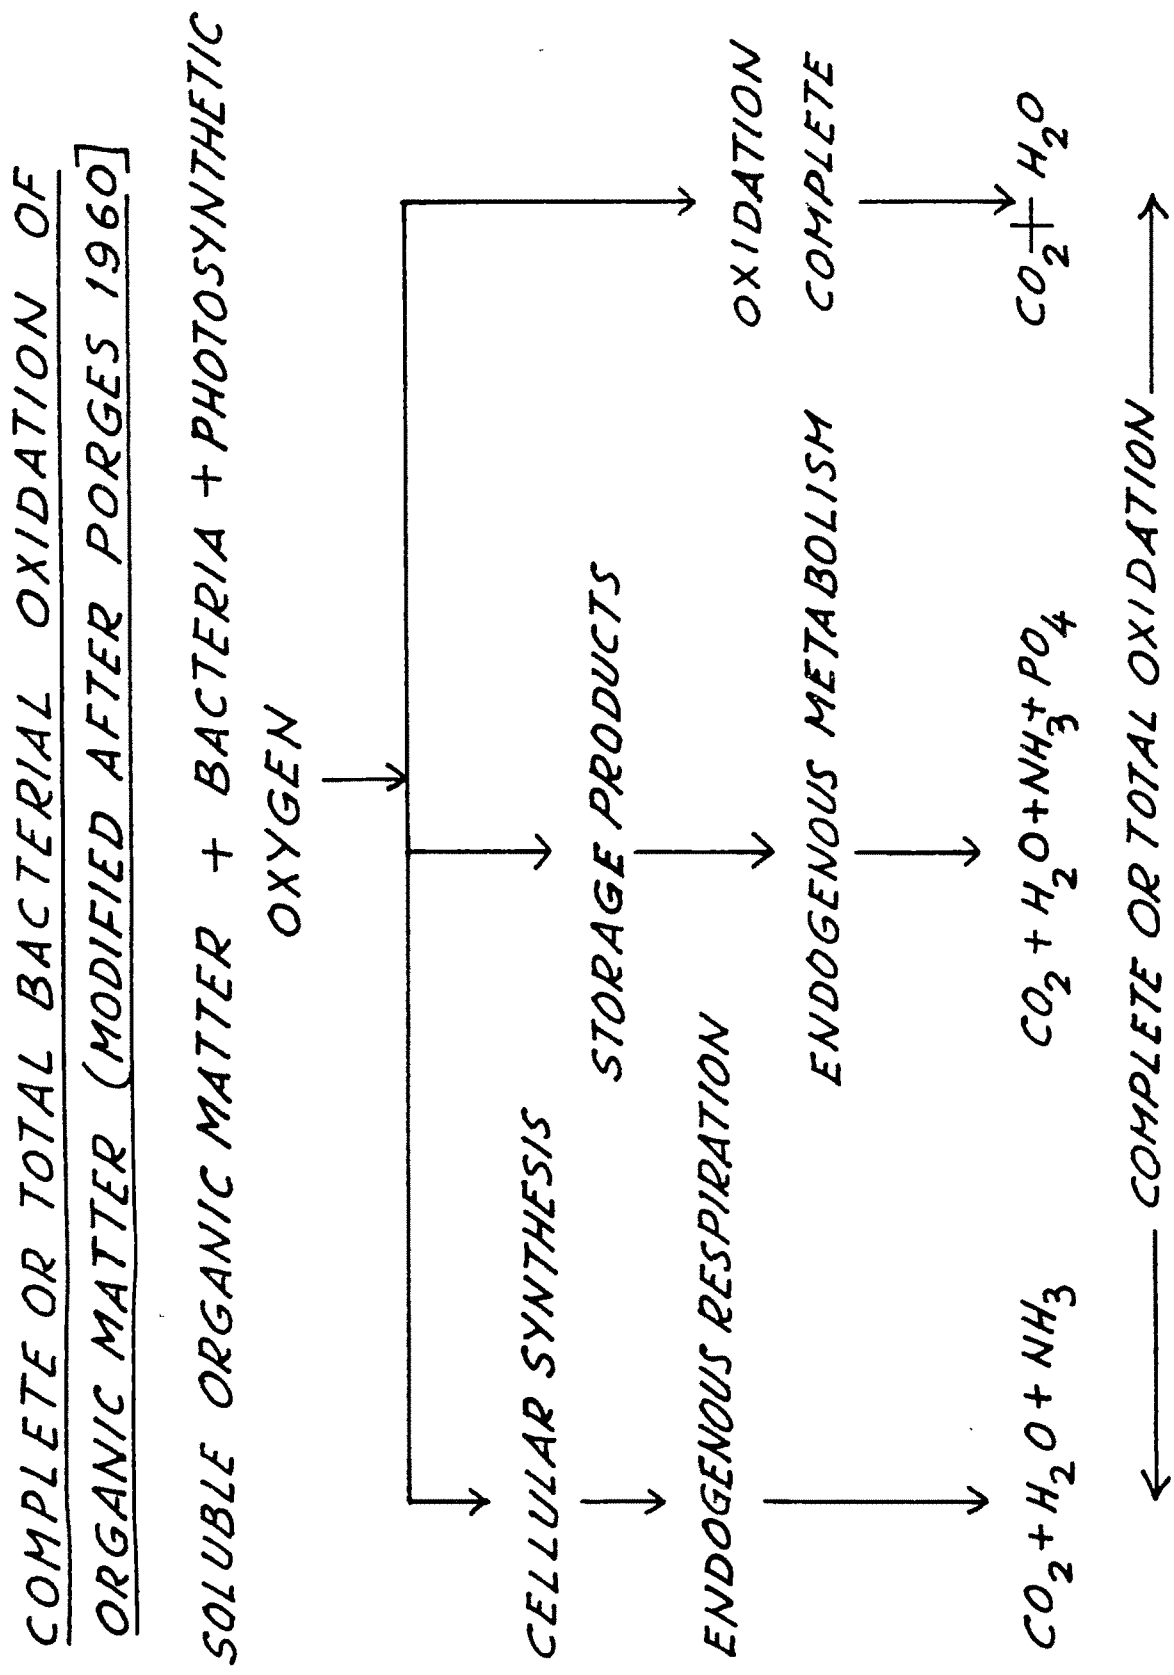 COMPLETE OR TOTAL BACTERIAL OXIDATION OF
ORGANIC MATTER (MODIFIED AFTER PORGES 1960]
SOLUBLE ORGANIC MATTER + BACTERIA + PHOTOSYNTHETIC
OXYGEN
CELLULAR SYNTHESIS
ENDOGENOUS RESPIRATION
CO2 + H2O + NH3
STORAGE PRODUCTS
ENDOGENOUS METABOLISM
CO2 + H2O + NH3 + PO4
OXIDATION
COMPLETE
CO2 + H2O
COMPLETE OR TOTAL OXIDATION